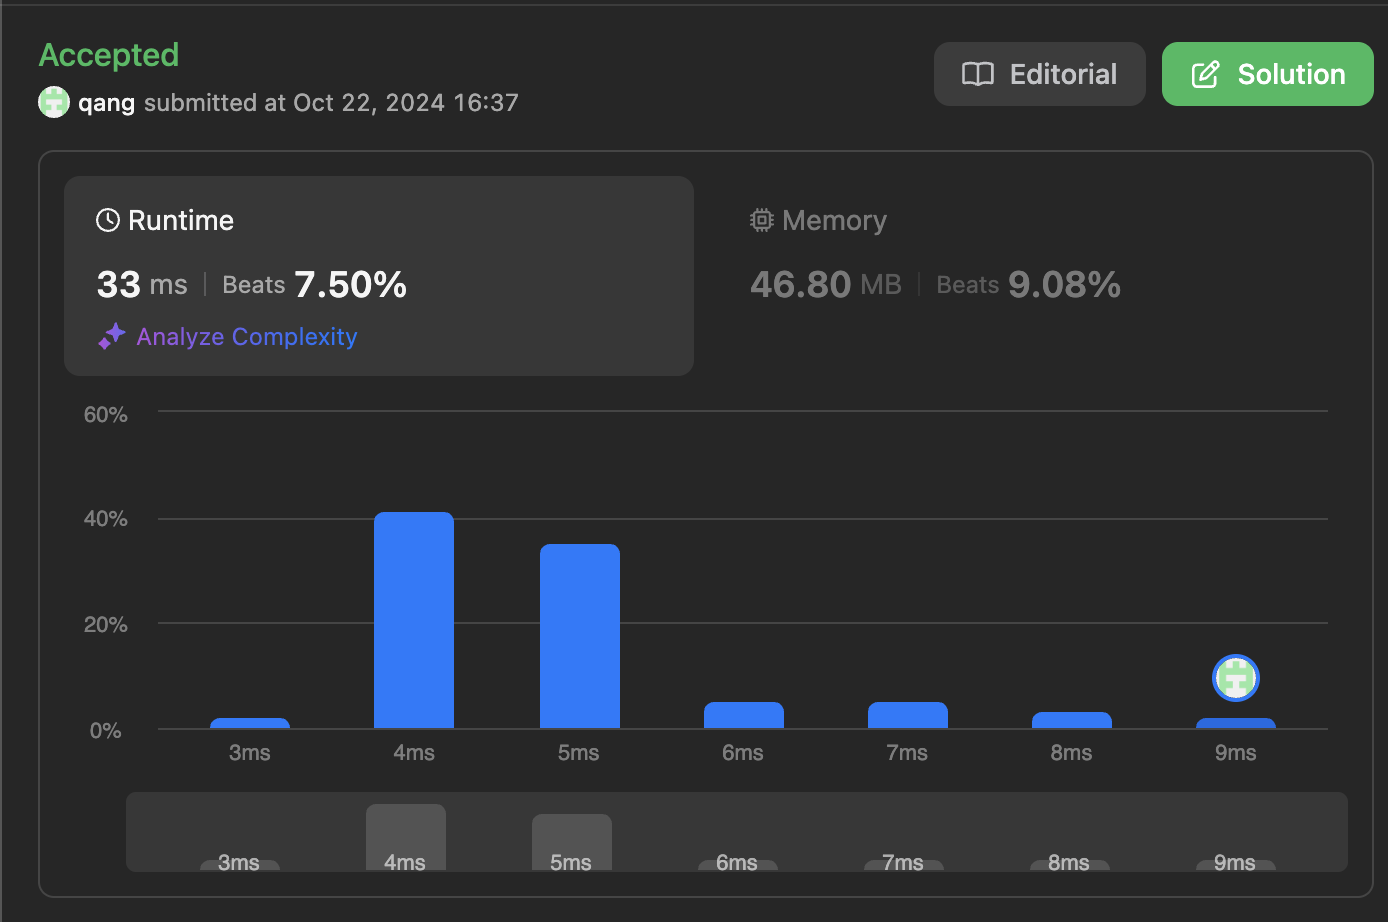 Accepted
Editorial
Solution
qang submitted at Oct 22, 2024 16:37
Runtime
33 ms | Beats 7.50%
Analyze Complexity
Memory
46.80 MB | Beats 9.08%
60%
40%
20%
0%
3ms 4ms 5ms 6ms 7ms 8ms 9ms
3ms 4ms 5ms 6ms 7ms 8ms 9ms